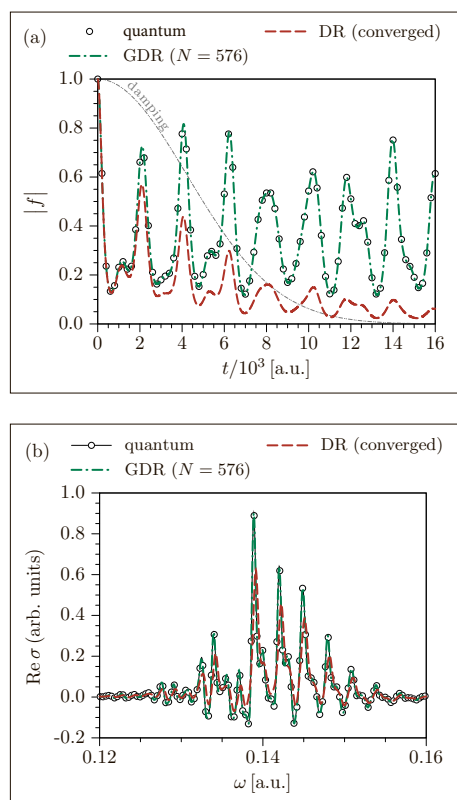 (a)
quantum
DR (converged)
GDR (N = 576)
damping
|f|
1.0
0.8
0.6
0.4
0.2
0.0
0 2 4 6 8 10 12 14 16
t/10³ [a.u.]
(b)
quantum
DR (converged)
GDR (N = 576)
Re σ (arb. units)
1.0
0.8
0.6
0.4
0.2
0.0
-0.2
0.12 0.14 0.16
ω [a.u.]